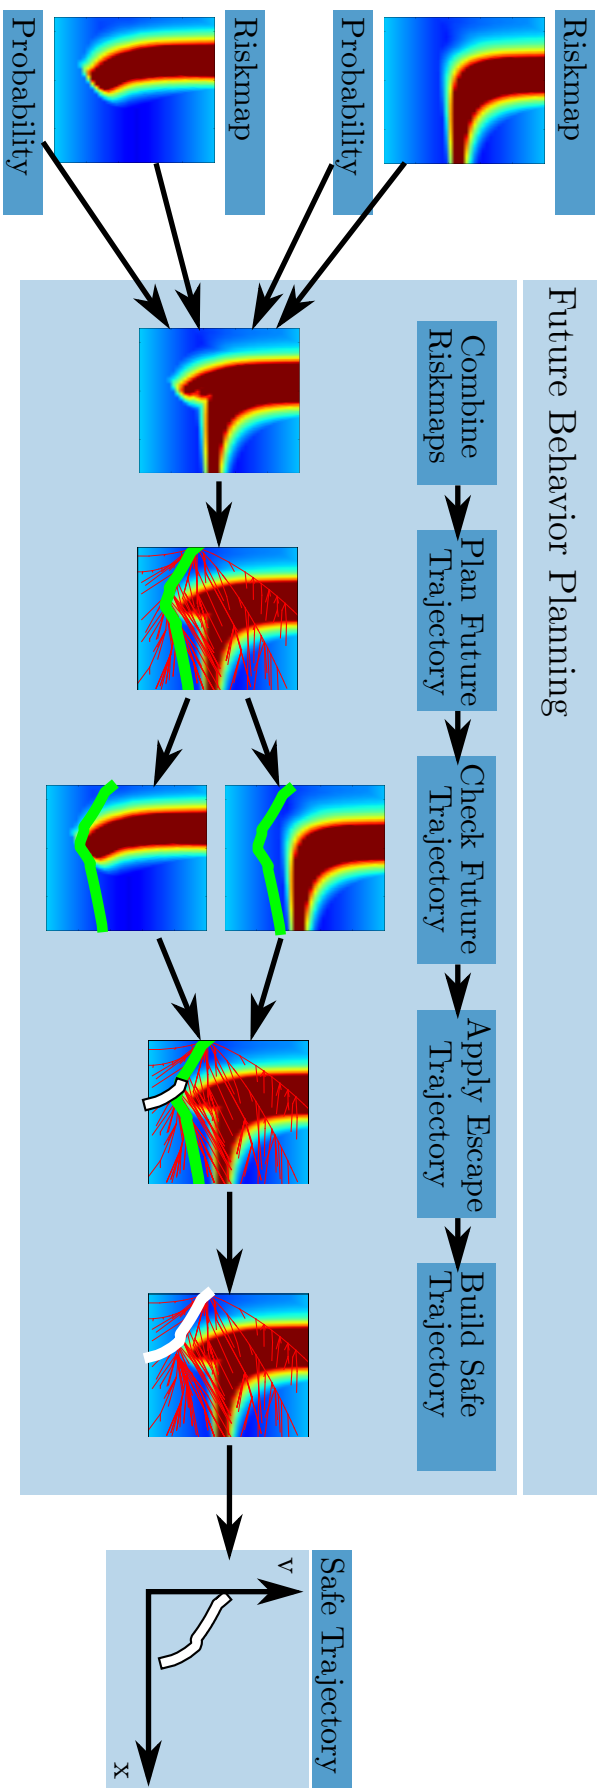 Riskmap
Probability
Riskmap
Probability
Future Behavior Planning
Combine
Riskmaps
Plan Future
Trajectory
Check Future
Trajectory
Apply Escape
Trajectory
Build Safe
Trajectory
Safe Trajectory
v
x